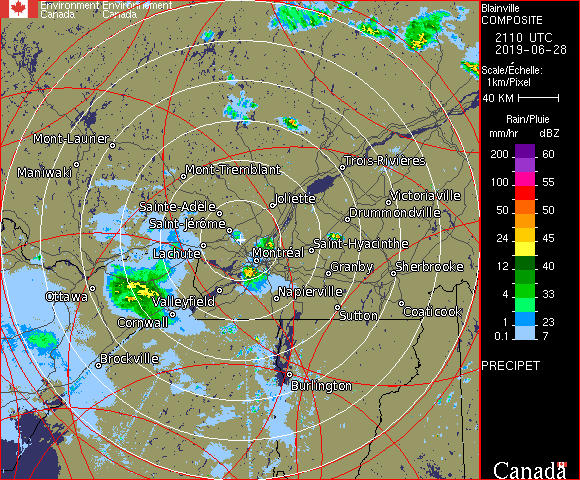 Environment Environnement
Canada Canada
Blainville
COMPOSITE
2110 UTC
2019-06-28
Scale/Échelle:
1km/Pixel
40 KM
Rain/Pluie
mm/hr dBZ
200 60
100 55
50 50
24 45
12 40
4 33
1 23
0.1 7
PRECIPET
Mont-Laurier
Maniwaki
Mont-Tremblant
Trois-Rivières
Sainte-Adèle
Joliette
Victoriaville
Saint-Jérôme
Drummondville
Lachute
Montréal
Saint-Hyacinthe
Granby
Sherbrooke
Ottawa
Valleyfield
Napierville
Cornwall
Sutton
Coaticook
Brockville
Burlington
Canada